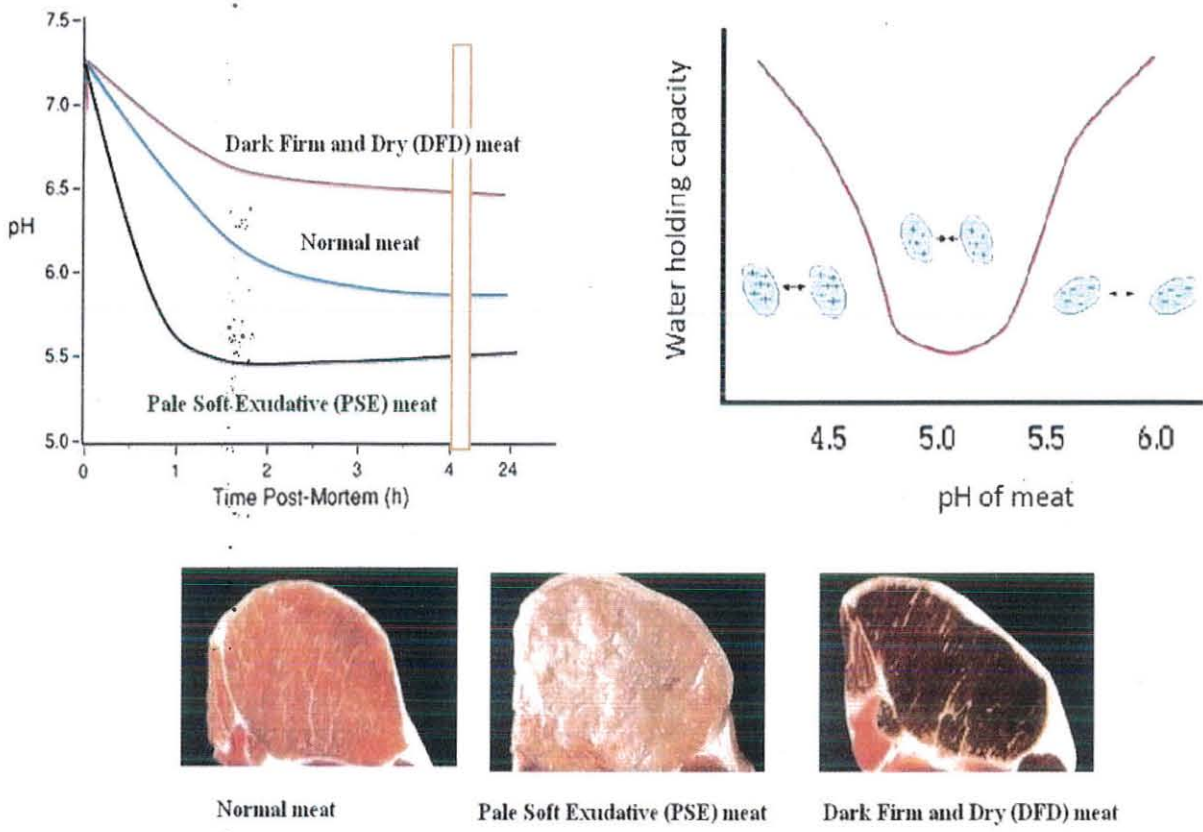 7.5
7.0
6.5
6.0
5.5
5.0
pH
Dark Firm and Dry (DFD) meat
Normal meat
Pale Soft Exudative (PSE) meat
0 1 2 3 4 24
Time Post-Mortem (h)
Water holding capacity
4.5 5.0 5.5 6.0
pH of meat
Normal meat
Pale Soft Exudative (PSE) meat
Dark Firm and Dry (DFD) meat